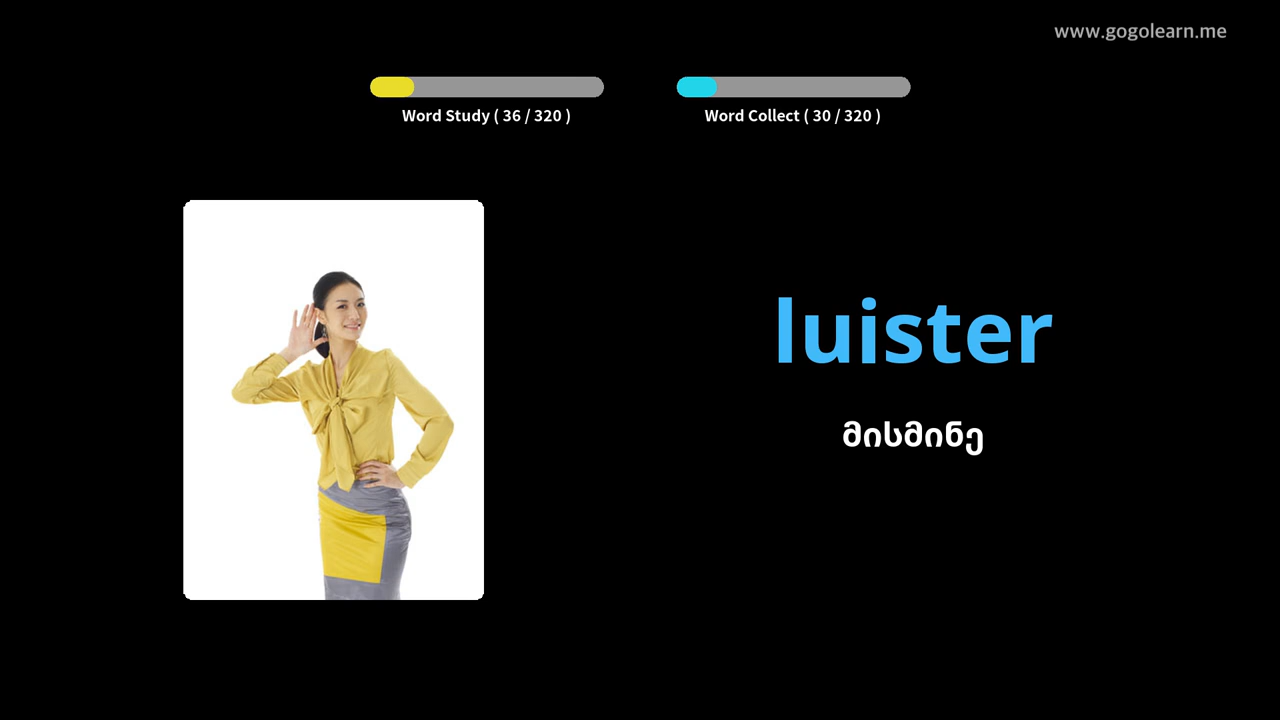 www.gogolearn.me
Word Study ( 36 / 320 )
Word Collect ( 30 / 320 )
luister
მისმინე